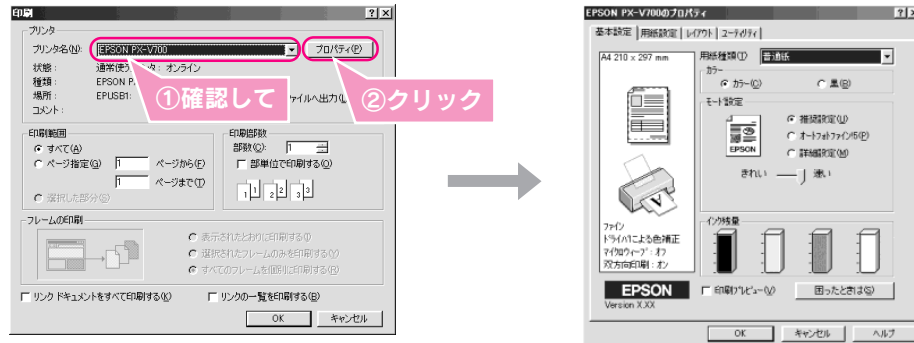 印刷
プリンタ
プリンタ名(N):
EPSON PX-V700
プロパティ(P)
状態:
通常使う
タ: オンライン
種類:
EPSON P
場所:
EPUSB1:
コメント:
①確認して
②クリック
印刷範囲
すべて(A)
ページ指定(G)
1
ページから(F)
1
ページまで(T)
選択した部分(S)
印刷部数
部数(C):
1
部単位で印刷する(O)
1 1 2 2 3 3
フレームの印刷
表示されたとおりに印刷する(I)
選択されたフレームのみを印刷する(Y)
すべてのフレームを個別に印刷する(R)
リンク ドキュメントをすべて印刷する(K)
リンクの一覧を印刷する(B)
OK
キャンセル
EPSON PX-V700のプロパティ
基本設定
用紙設定
レイアウト
ユーティリティ
A4 210 x 297 mm
ファイン
ドライバによる色補正
マイクロウィーブ: オフ
双方向印刷: オン
EPSON
Version X.XX
用紙種類(T)
普通紙
カラー
カラー(C)
黒(B)
モード設定
EPSON
推奨設定(U)
オートフォトファイン!5(P)
詳細設定(M)
きれい
速い
インク残量
印刷プレビュー(V)
困ったときは(S)
OK
キャンセル
ヘルプ